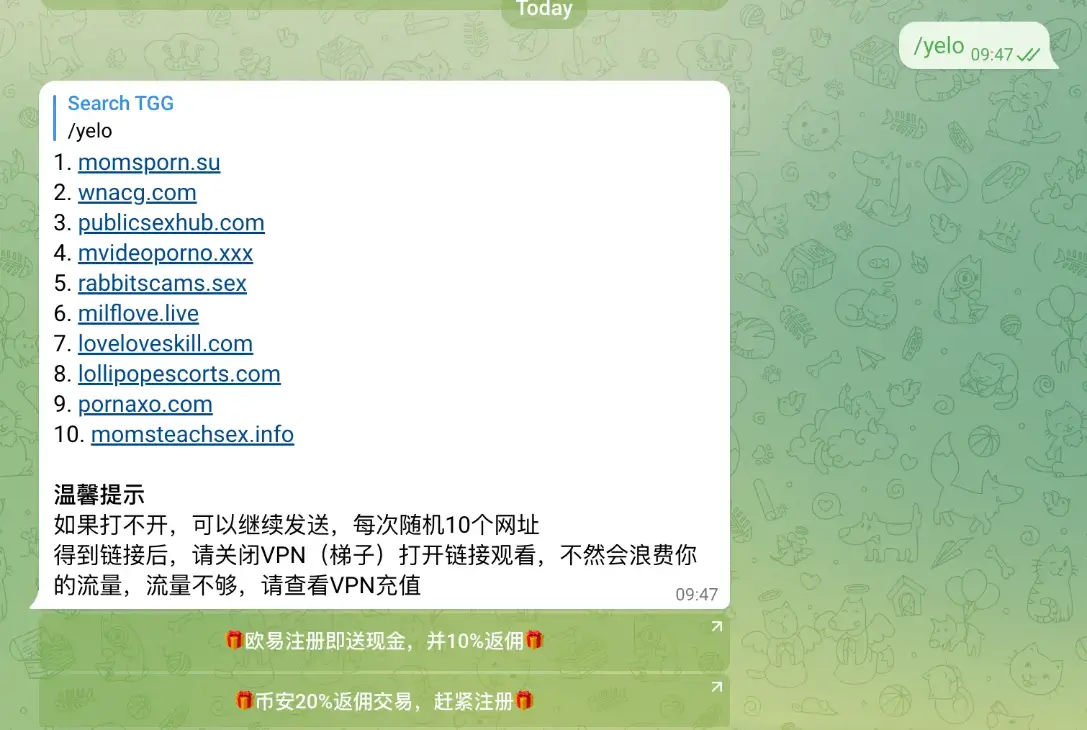 Today
/yelo 09:47
Search TGG
/yelo
1. momsporn.su
2. wnacg.com
3. publicsexhub.com
4. mvideoporno.xxx
5. rabbitscams.sex
6. milflove.live
7. loveloveskill.com
8. lollipopescorts.com
9. pornaxo.com
10. momsteachsex.info
温馨提示
如果打不开，可以继续发送，每次随机10个网址
得到链接后，请关闭VPN（梯子）打开链接观看，不然会浪费你
的流量，流量不够，请查看VPN充值
09:47
🎁欧易注册即送现金，并10%返佣🎁
🎁币安20%返佣交易，赶紧注册🎁